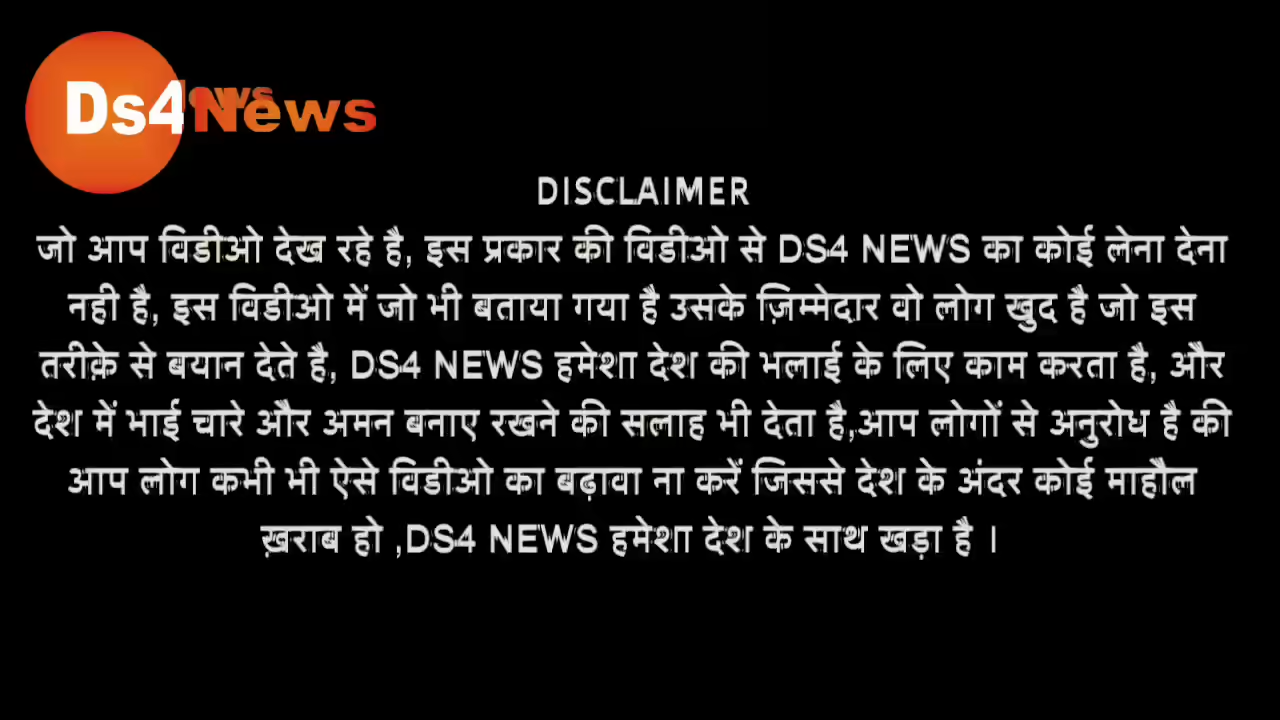 Ds4News
DISCLAIMER
जो आप विडीओ देख रहे है, इस प्रकार की विडीओ से DS4 NEWS का कोई लेना देना
नही है, इस विडीओ में जो भी बताया गया है उसके ज़िम्मेदार वो लोग खुद है जो इस
तरीक़े से बयान देते है, DS4 NEWS हमेशा देश की भलाई के लिए काम करता है, और
देश में भाई चारे और अमन बनाए रखने की सलाह भी देता है,आप लोगों से अनुरोध है की
आप लोग कभी भी ऐसे विडीओ का बढ़ावा ना करें जिससे देश के अंदर कोई माहौल
ख़राब हो ,DS4 NEWS हमेशा देश के साथ खड़ा है ।